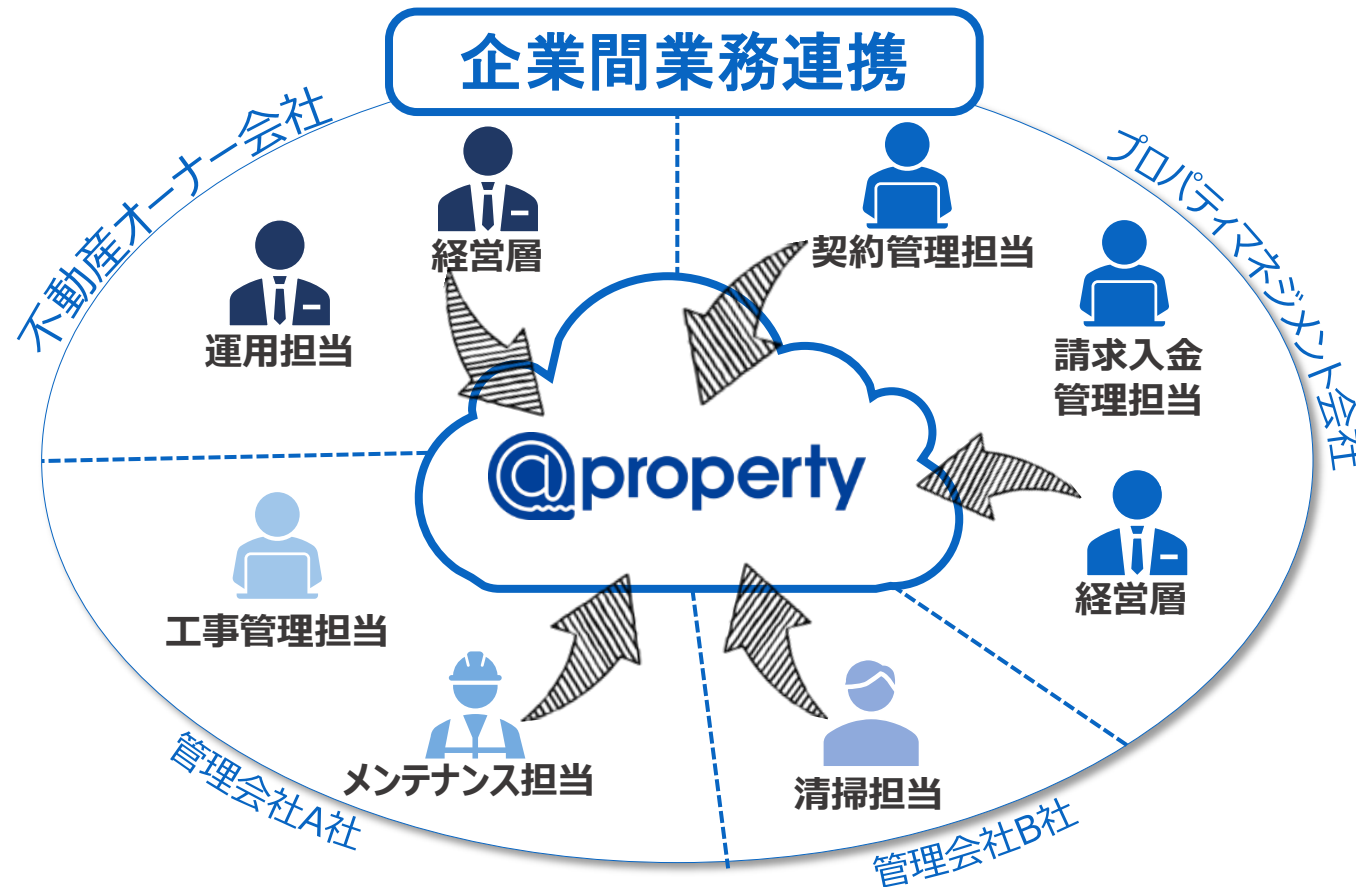 企業間業務連携
不動産オーナー会社
経営層
運用担当
プロパティマネジメント会社
契約管理担当
請求入金
管理担当
経営層
@property
工事管理担当
メンテナンス担当
管理会社A社
清掃担当
管理会社B社